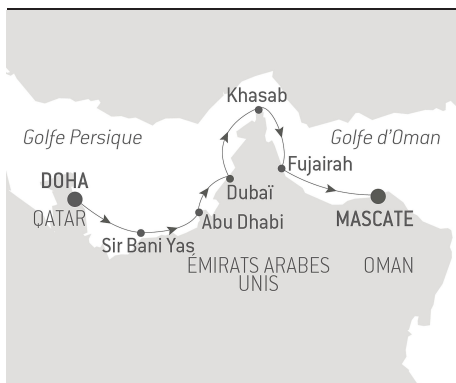 Khasab
Golfe Persique
Golfe d'Oman
Fujairah
DOHA
Dubaï
QATAR
Abu Dhabi
MASCATE
Sir Bani Yas
ÉMIRATS ARABES
UNIS
OMAN